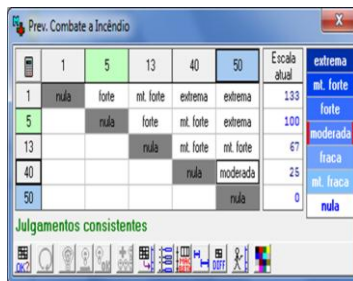 Prev. Combate a Incêndio
X
1 5 13 40 50 Escala atual extrema
1 nula forte mt. forte extrema extrema 133 mt. forte
5 nula forte mt. forte extrema 100 forte
13 nula mt. forte mt. forte 67 moderada
40 nula moderada 25 fraca
50 nula 0 mt. fraca
nula
Julgamentos consistentes
OK? DIFF